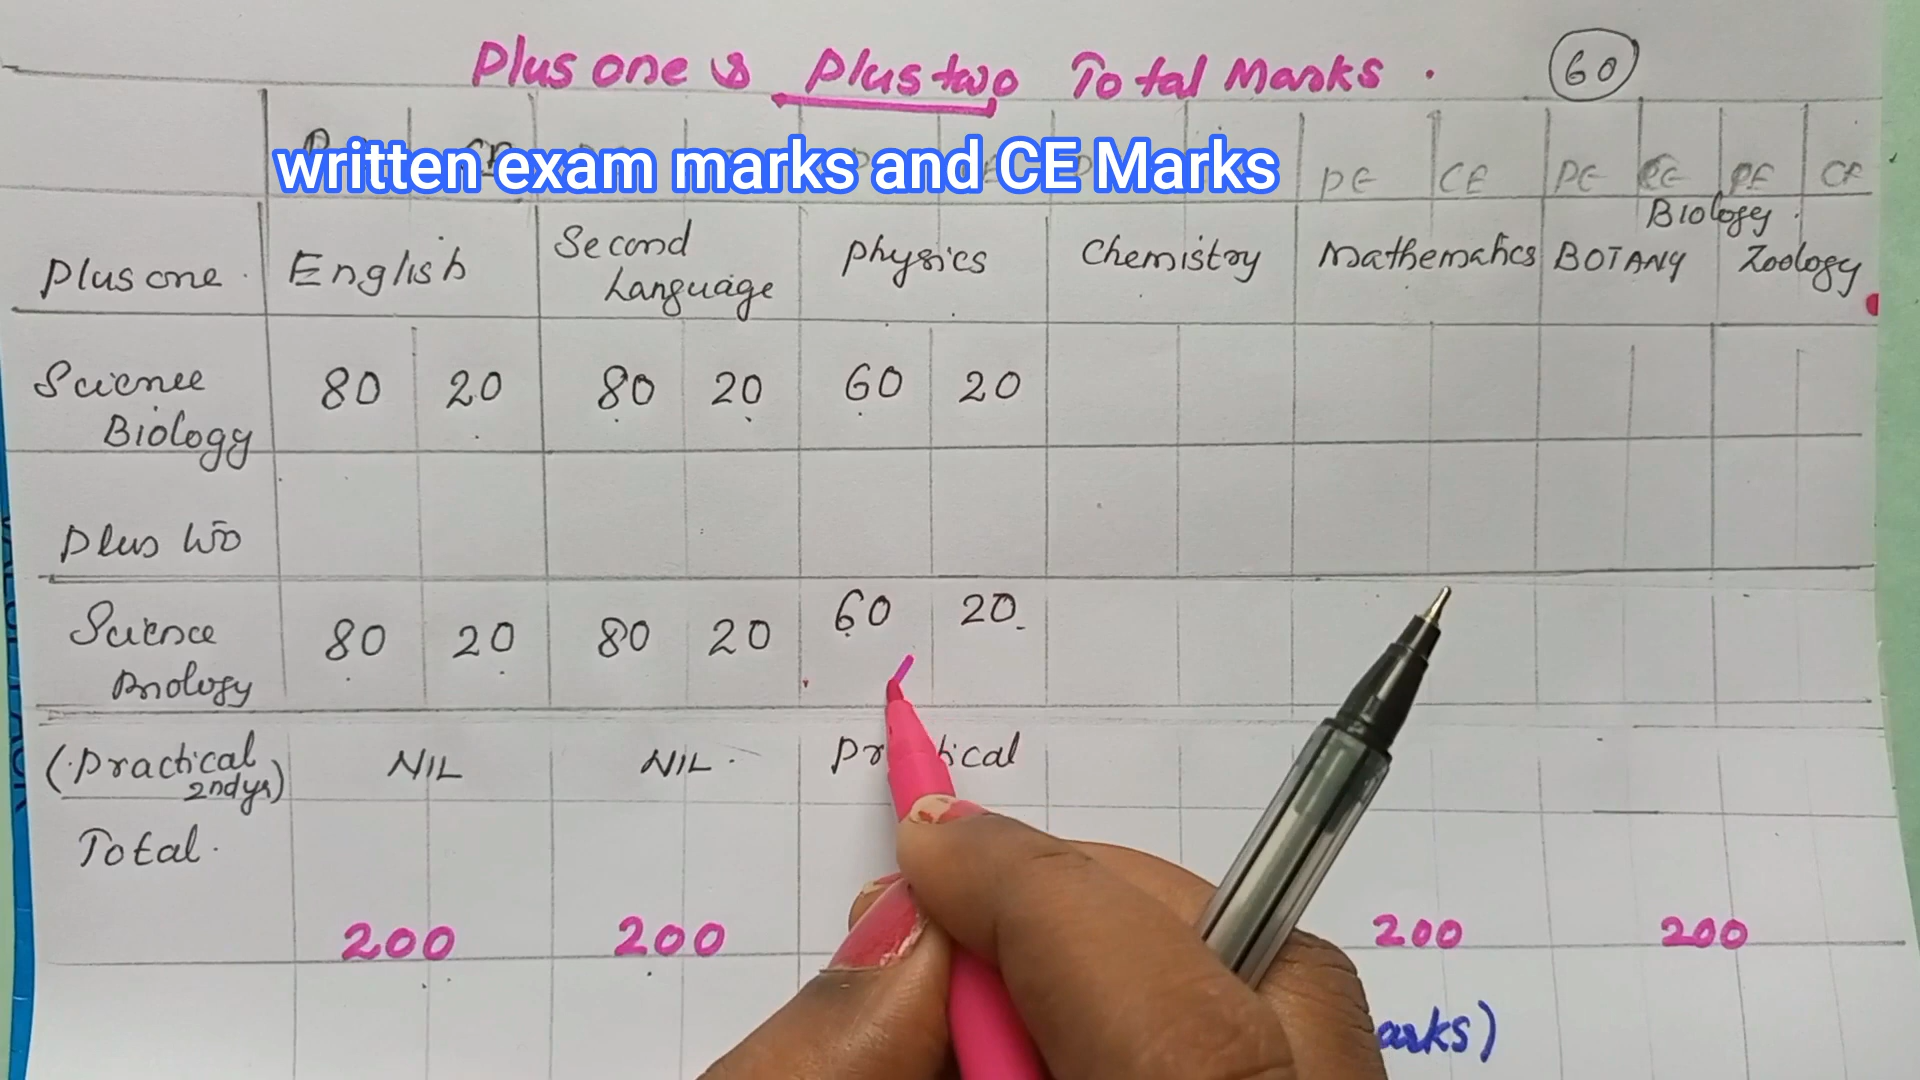 Plus one & Plus two Total Marks.
60
written exam marks and CE Marks
PE CE PE CE PE CE
Biology.
Plus one. English Second Language Physics Chemistry Mathematics BOTANY Zoology
Science Biology 80 20 80 20 60 20
Plus two
Science Biology 80 20 80 20 60 20
(Practical 2nd yr) NIL NIL.
Total.
200 200 200 200